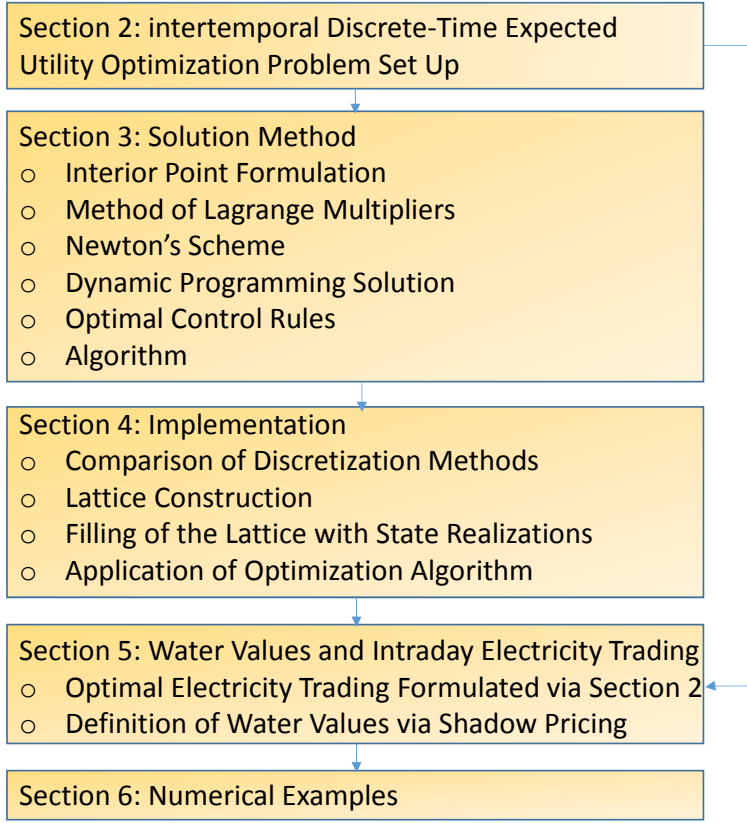 Section 2: intertemporal Discrete-Time Expected
Utility Optimization Problem Set Up
Section 3: Solution Method
o Interior Point Formulation
o Method of Lagrange Multipliers
o Newton’s Scheme
o Dynamic Programming Solution
o Optimal Control Rules
o Algorithm
Section 4: Implementation
o Comparison of Discretization Methods
o Lattice Construction
o Filling of the Lattice with State Realizations
o Application of Optimization Algorithm
Section 5: Water Values and Intraday Electricity Trading
o Optimal Electricity Trading Formulated via Section 2
o Definition of Water Values via Shadow Pricing
Section 6: Numerical Examples